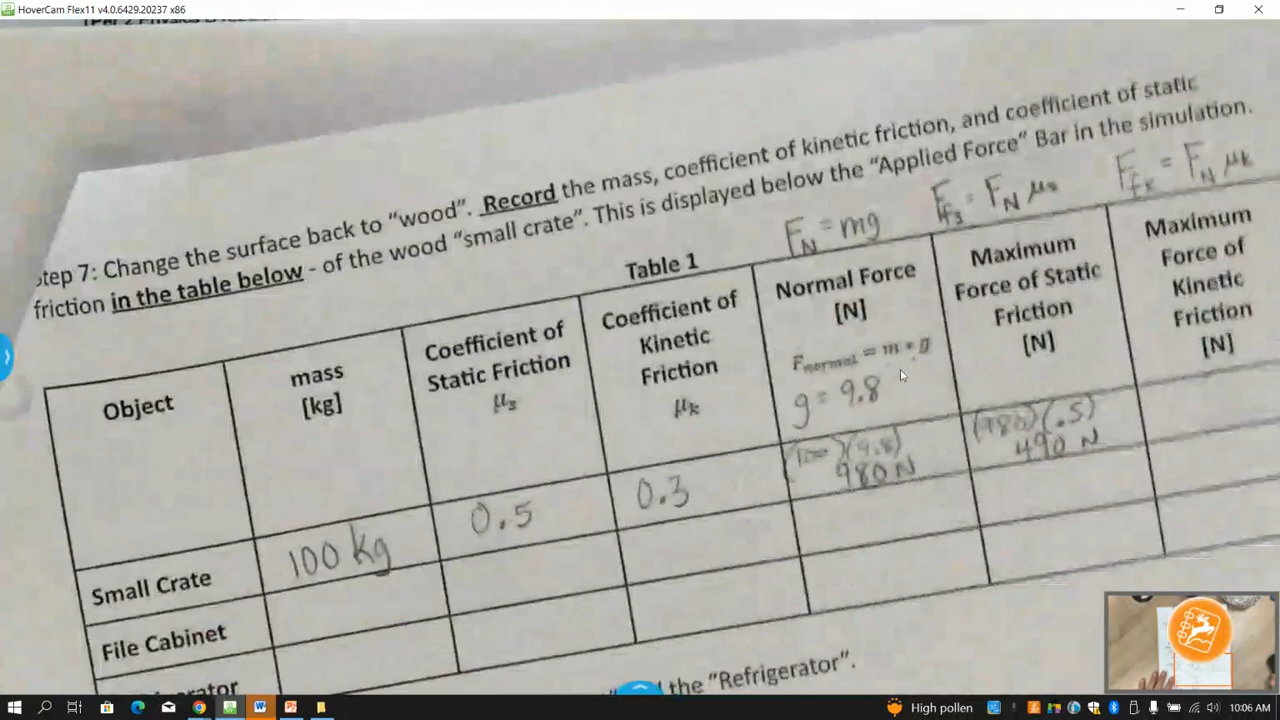 HoverCam Flex11 v4.0.6429.20237 x86
Step 7: Change the surface back to "wood". Record the mass, coefficient of kinetic friction, and coefficient of static
friction in the table below - of the wood "small crate". This is displayed below the "Applied Force" Bar in the simulation.
F_N = mg
F_fs = F_N μs
F_fk = F_N μk
Table 1
Object
mass
[kg]
Coefficient of
Static Friction
μs
Coefficient of
Kinetic
Friction
μk
Normal Force
[N]
Fnormal = m * g
g = 9.8
Maximum
Force of Static
Friction
[N]
Maximum
Force of
Kinetic
Friction
[N]
Small Crate
100 kg
0.5
0.3
(100)(9.8)
980 N
(980)(.5)
490 N
File Cabinet
the "Refrigerator".
High pollen
10:06 AM